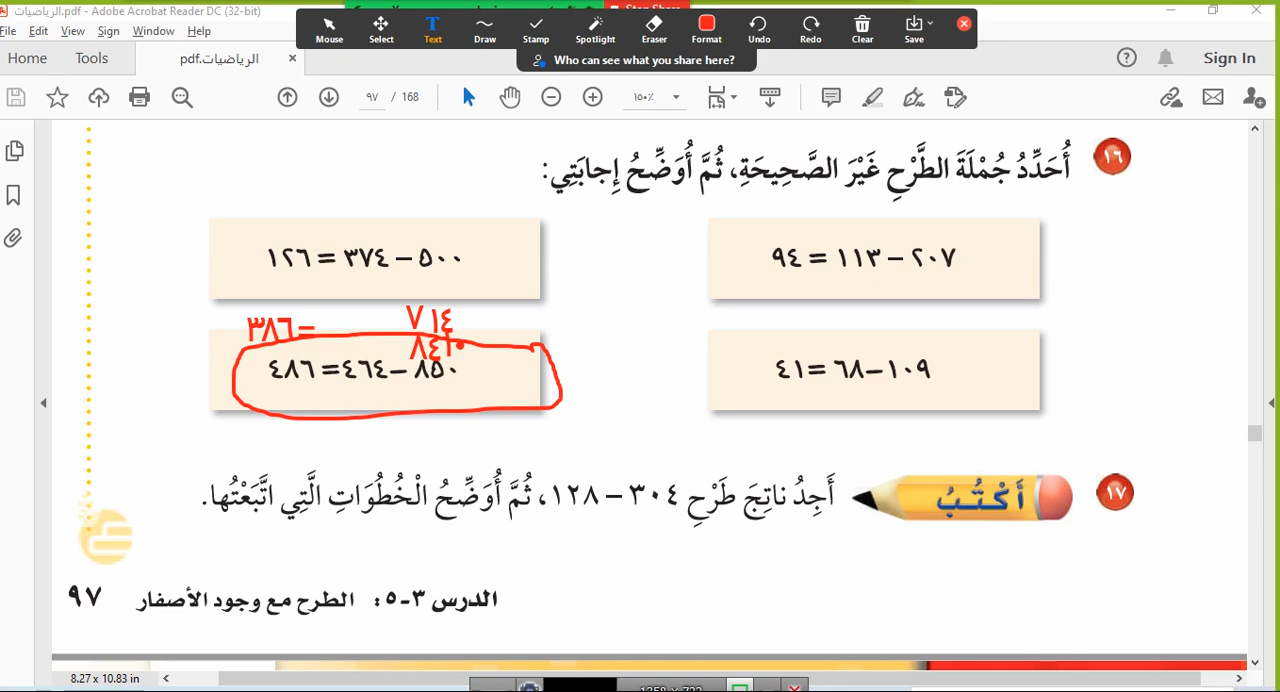 الرياضيات.pdf - Adobe Acrobat Reader DC (32-bit)
File Edit View Sign Window Help
Mouse Select Text Draw Stamp Spotlight Eraser Format Undo Redo Clear Save
Who can see what you share here?
Home Tools الرياضيات.pdf × Sign In
٩٧ / 168 ١٥٠٪
١٦ أُحَدِّدُ جُمْلَةَ الطَّرْحِ غَيْرَ الصَّحِيحَةِ، ثُمَّ أُوَضِّحُ إِجابَتِي:
٢٠٧ – ١١٣ = ٩٤
٥٠٠ – ٣٧٤ = ١٢٦
٧ ١٤
= ٣٨٦
٨٤١٠
١٠٩ – ٦٨ = ٤١
٨٥٠ – ٤٦٤ = ٤٨٦
١٧ أَكْتُبُ أَجِدُ ناتِجَ طَرْحِ ٣٠٤ – ١٢٨، ثُمَّ أُوَضِّحُ الْخُطُوَاتِ الَّتِي اتَّبَعْتُها.
الدرس ٣-٥: الطرح مع وجود الأصفار ٩٧
8.27 x 10.83 in